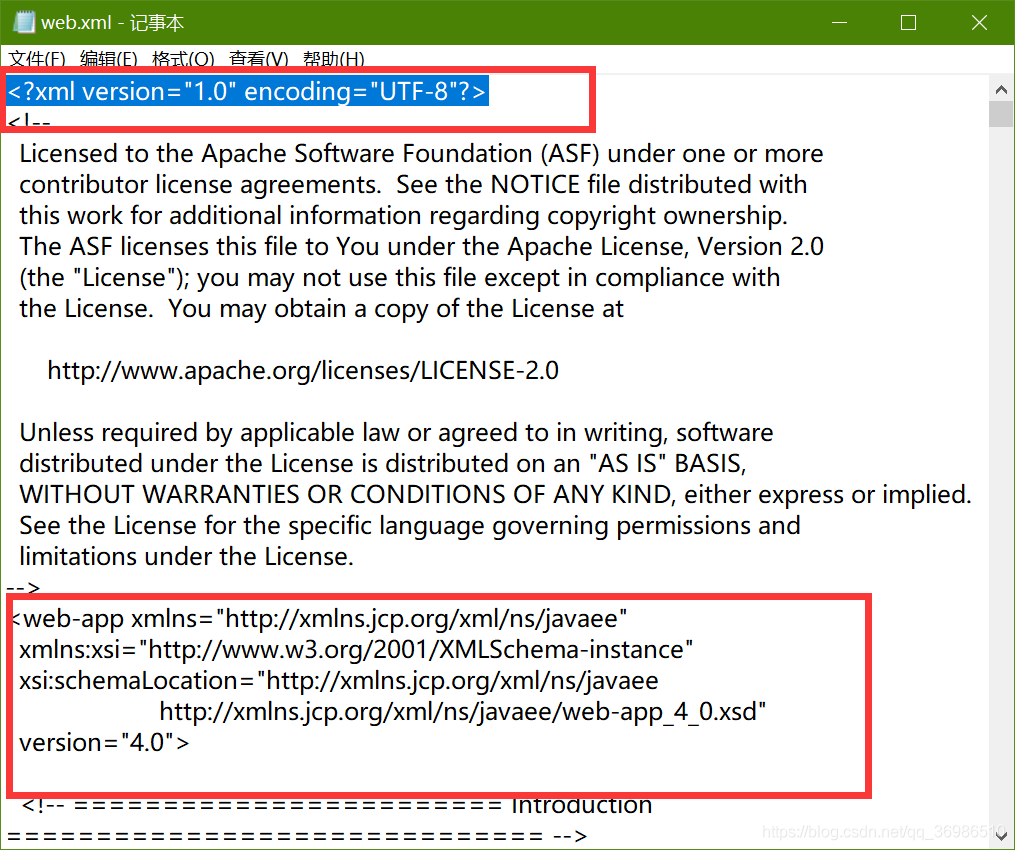 web.xml - 记事本
文件(F) 编辑(E) 格式(O) 查看(V) 帮助(H)
<?xml version="1.0" encoding="UTF-8"?>
<!--
Licensed to the Apache Software Foundation (ASF) under one or more
contributor license agreements.  See the NOTICE file distributed with
this work for additional information regarding copyright ownership.
The ASF licenses this file to You under the Apache License, Version 2.0
(the "License"); you may not use this file except in compliance with
the License.  You may obtain a copy of the License at
http://www.apache.org/licenses/LICENSE-2.0
Unless required by applicable law or agreed to in writing, software
distributed under the License is distributed on an "AS IS" BASIS,
WITHOUT WARRANTIES OR CONDITIONS OF ANY KIND, either express or implied.
See the License for the specific language governing permissions and
limitations under the License.
-->
<web-app xmlns="http://xmlns.jcp.org/xml/ns/javaee"
xmlns:xsi="http://www.w3.org/2001/XMLSchema-instance"
xsi:schemaLocation="http://xmlns.jcp.org/xml/ns/javaee
http://xmlns.jcp.org/xml/ns/javaee/web-app_4_0.xsd"
version="4.0">
<!-- ======================== Introduction
============================== -->